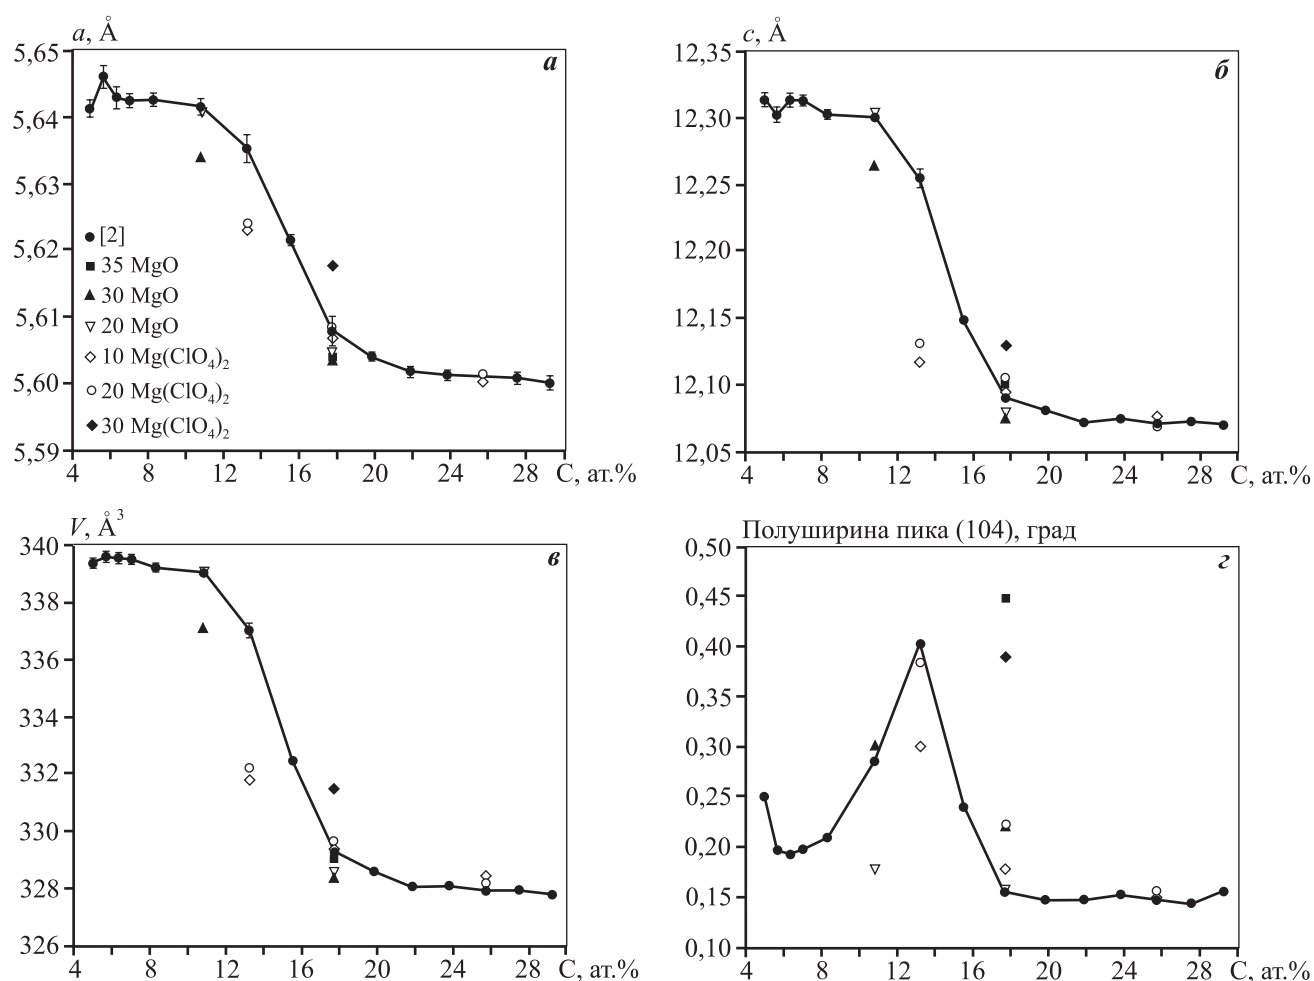 a, Å
а
5,65
5,64
5,63
5,62
5,61
5,60
5,59
[2]
35 MgO
30 MgO
20 MgO
10 Mg(ClO₄)₂
20 Mg(ClO₄)₂
30 Mg(ClO₄)₂
4 8 12 16 20 24 28 C, ат.%
c, Å
б
12,35
12,30
12,25
12,20
12,15
12,10
12,05
4 8 12 16 20 24 28 C, ат.%
V, Å³
в
340
338
336
334
332
330
328
326
4 8 12 16 20 24 28 C, ат.%
Полуширина пика (104), град
г
0,50
0,45
0,40
0,35
0,30
0,25
0,20
0,15
0,10
4 8 12 16 20 24 28 C, ат.%